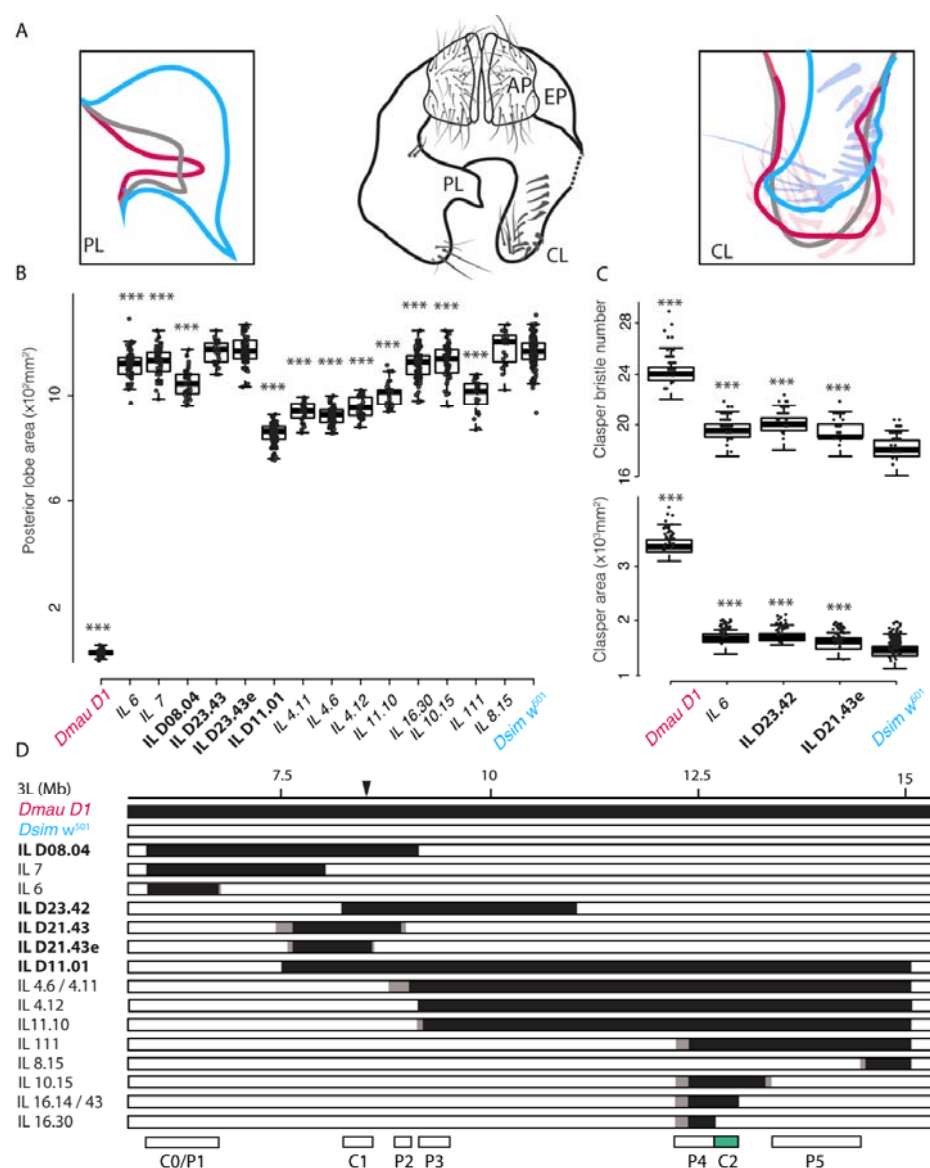 A
PL
AP
EP
PL
CL
CL
B
Posterior lobe area (x10²mm²)
10
6
2
***
***
***
***
***
***
***
***
***
***
***
***
Dmau D1
IL 6
IL 7
IL D08.04
IL D23.43
IL D23.43e
IL D11.01
IL 4.11
IL 4.6
IL 4.12
IL 11.10
IL 16.30
IL 10.15
IL 111
IL 8.15
Dsim w⁵⁰¹
C
Clasper bristle number
28
24
20
16
***
***
***
***
Clasper area (x10³mm²)
3
2
1
***
***
***
***
Dmau D1
IL 6
IL D23.42
IL D21.43e
Dsim w⁵⁰¹
D
3L (Mb) 7.5 10 12.5 15
Dmau D1
Dsim w⁵⁰¹
IL D08.04
IL 7
IL 6
IL D23.42
IL D21.43
IL D21.43e
IL D11.01
IL 4.6 / 4.11
IL 4.12
IL11.10
IL 111
IL 8.15
IL 10.15
IL 16.14 / 43
IL 16.30
C0/P1 C1 P2 P3 P4 C2 P5